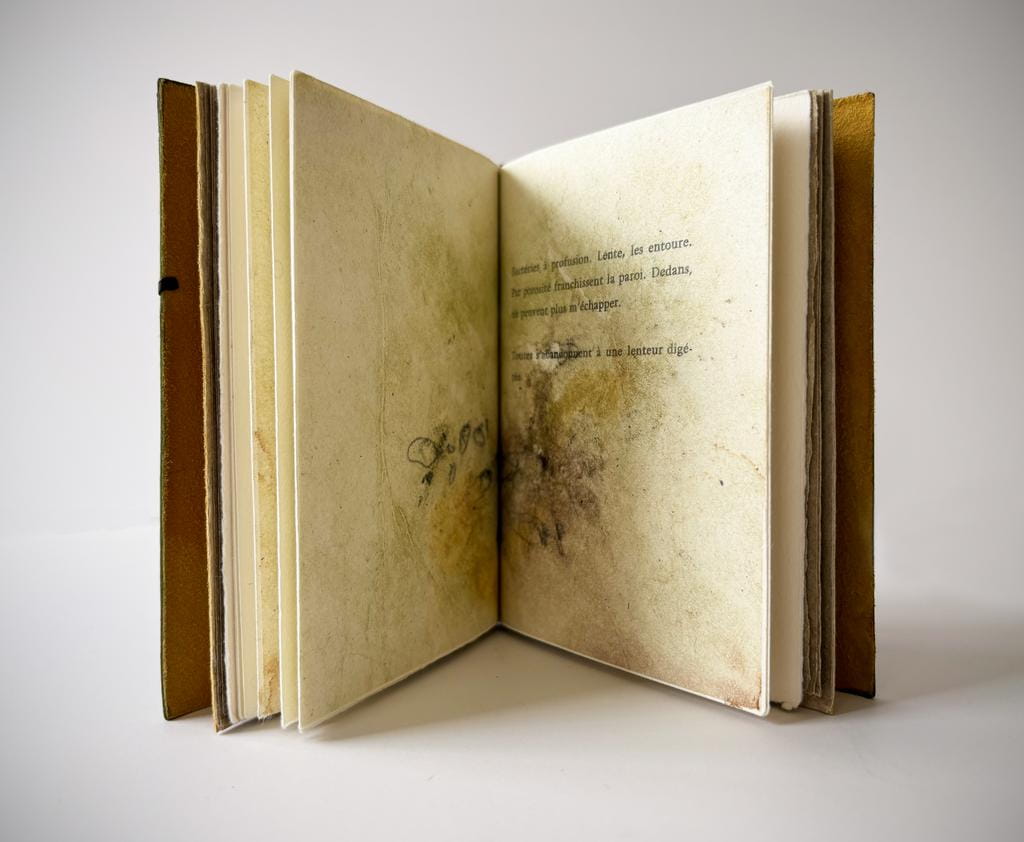 Bactéries à profusion. Lente, les entoure.
Par porosité franchissent la paroi. Dedans,
ne peuvent plus m'échapper.
Toutes s'abandonnent à une lenteur digé-